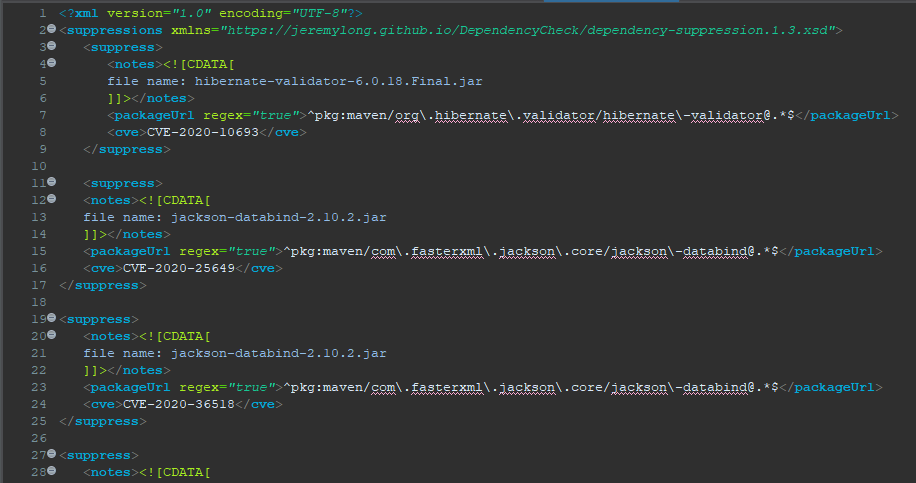 1 <?xml version="1.0" encoding="UTF-8"?>
2 <suppressions xmlns="https://jeremylong.github.io/DependencyCheck/dependency-suppression.1.3.xsd">
3 <suppress>
4 <notes><![CDATA[
5 file name: hibernate-validator-6.0.18.Final.jar
6 ]]></notes>
7 <packageUrl regex="true">^pkg:maven/org\.hibernate\.validator/hibernate\-validator@.*$</packageUrl>
8 <cve>CVE-2020-10693</cve>
9 </suppress>
10
11 <suppress>
12 <notes><![CDATA[
13 file name: jackson-databind-2.10.2.jar
14 ]]></notes>
15 <packageUrl regex="true">^pkg:maven/com\.fasterxml\.jackson\.core/jackson\-databind@.*$</packageUrl>
16 <cve>CVE-2020-25649</cve>
17 </suppress>
18
19 <suppress>
20 <notes><![CDATA[
21 file name: jackson-databind-2.10.2.jar
22 ]]></notes>
23 <packageUrl regex="true">^pkg:maven/com\.fasterxml\.jackson\.core/jackson\-databind@.*$</packageUrl>
24 <cve>CVE-2020-36518</cve>
25 </suppress>
26
27 <suppress>
28 <notes><![CDATA[